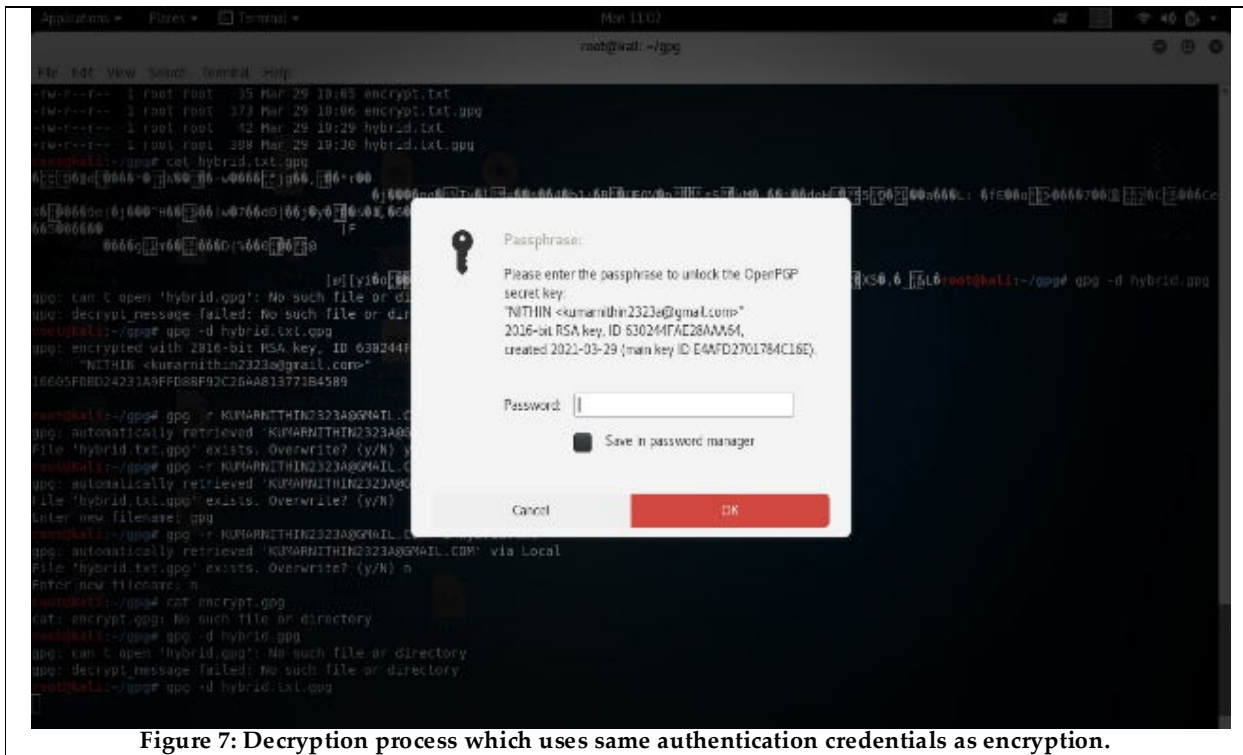 Applications Places Terminal Mon 11:02
root@kali: ~/gpg
File Edit View Search Terminal Help
-rw-r--r-- 1 root root 35 Mar 29 10:05 encrypt.txt
-rw-r--r-- 1 root root 373 Mar 29 10:06 encrypt.txt.gpg
-rw-r--r-- 1 root root 42 Mar 29 10:29 hybrid.txt
-rw-r--r-- 1 root root 388 Mar 29 10:30 hybrid.txt.gpg
root@kali:~/gpg# cat hybrid.txt.gpg
root@kali:~/gpg# gpg -d hybrid.gpg
gpg: can't open 'hybrid.gpg': No such file or di
gpg: decrypt_message failed: No such file or dir
root@kali:~/gpg# gpg -d hybrid.txt.gpg
gpg: encrypted with 2016-bit RSA key, ID 630244F
"NITHIN <kumarnithin2323a@gmail.com>"
root@kali:~/gpg# gpg -r KUMARNITHIN2323A@GMAIL.C
gpg: automatically retrieved 'KUMARNITHIN2323A@G
File 'hybrid.txt.gpg' exists. Overwrite? (y/N) y
root@kali:~/gpg# gpg -r KUMARNITHIN2323A@GMAIL.C
gpg: automatically retrieved 'KUMARNITHIN2323A@G
File 'hybrid.txt.gpg' exists. Overwrite? (y/N)
Enter new filename: gpg
root@kali:~/gpg# gpg -r KUMARNITHIN2323A@GMAIL.C
gpg: automatically retrieved 'KUMARNITHIN2323A@GMAIL.COM' via Local
File 'hybrid.txt.gpg' exists. Overwrite? (y/N) n
Enter new filename: n
root@kali:~/gpg# cat encrypt.gpg
cat: encrypt.gpg: No such file or directory
root@kali:~/gpg# gpg -d hybrid.gpg
gpg: can't open 'hybrid.gpg': No such file or directory
gpg: decrypt_message failed: No such file or directory
root@kali:~/gpg# gpg -d hybrid.txt.gpg
Passphrase:
Please enter the passphrase to unlock the OpenPGP
secret key:
"NITHIN <kumarnithin2323a@gmail.com>"
2016-bit RSA key, ID 630244FAE28AAA64,
created 2021-03-29 (main key ID E4AFD2701784C16E).
Password:
Save in password manager
Cancel OK
Figure 7: Decryption process which uses same authentication credentials as encryption.